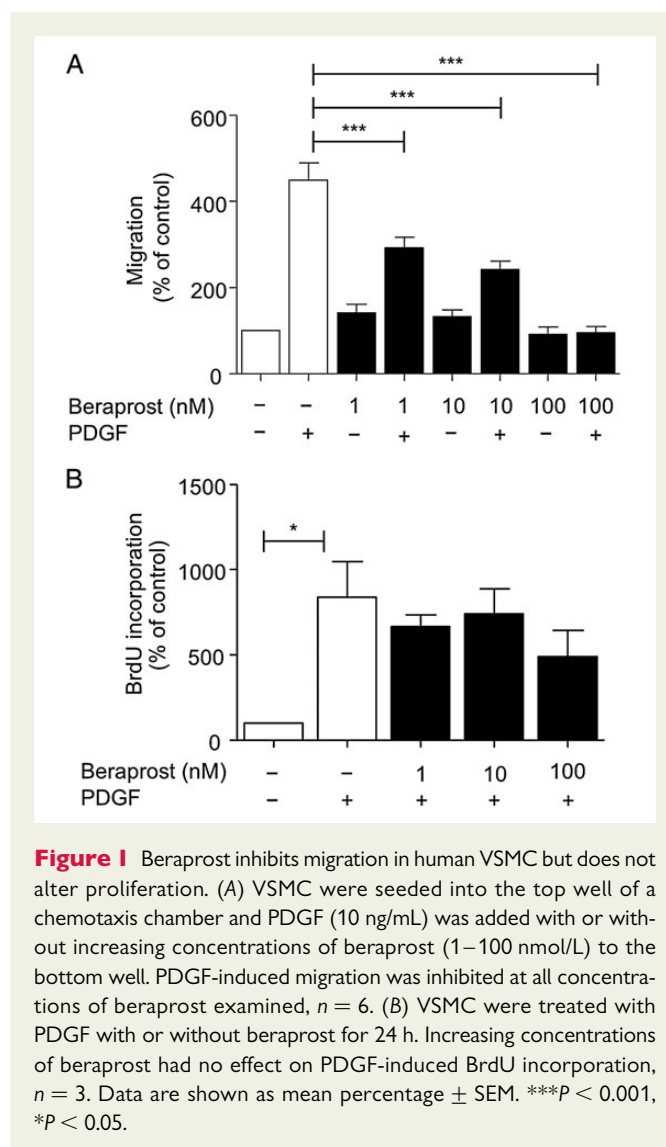 A
***
***
***
600
400
200
0
Migration
(% of control)
Beraprost (nM) – – 1 1 10 10 100 100
PDGF – + – + – + – +
B
1500
1000
500
0
BrdU incorporation
(% of control)
*
Beraprost (nM) – – 1 10 100
PDGF – + + + +
Figure 1 Beraprost inhibits migration in human VSMC but does not
alter proliferation. (A) VSMC were seeded into the top well of a
chemotaxis chamber and PDGF (10 ng/mL) was added with or with-
out increasing concentrations of beraprost (1–100 nmol/L) to the
bottom well. PDGF-induced migration was inhibited at all concentra-
tions of beraprost examined, n = 6. (B) VSMC were treated with
PDGF with or without beraprost for 24 h. Increasing concentrations
of beraprost had no effect on PDGF-induced BrdU incorporation,
n = 3. Data are shown as mean percentage ± SEM. ***P < 0.001,
*P < 0.05.